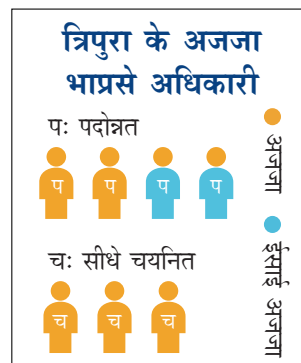 त्रिपुरा के अजजा
भाप्रसे अधिकारी
पः पदोन्नत
प प प प
चः सीधे चयनित
च च च
अजजा
ईसाई अजजा